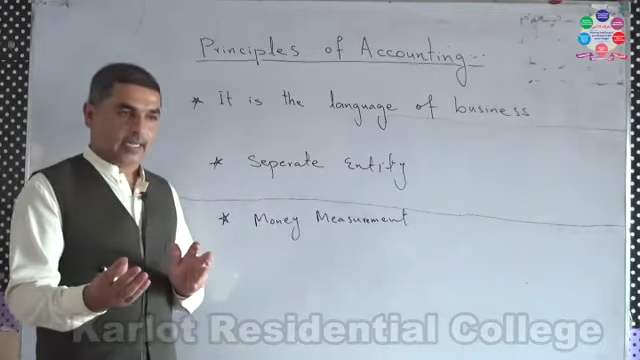 Principles of Accounting...
* It is the language of business
* Seperate Entity
* Money Measurement
Karlot Residential College